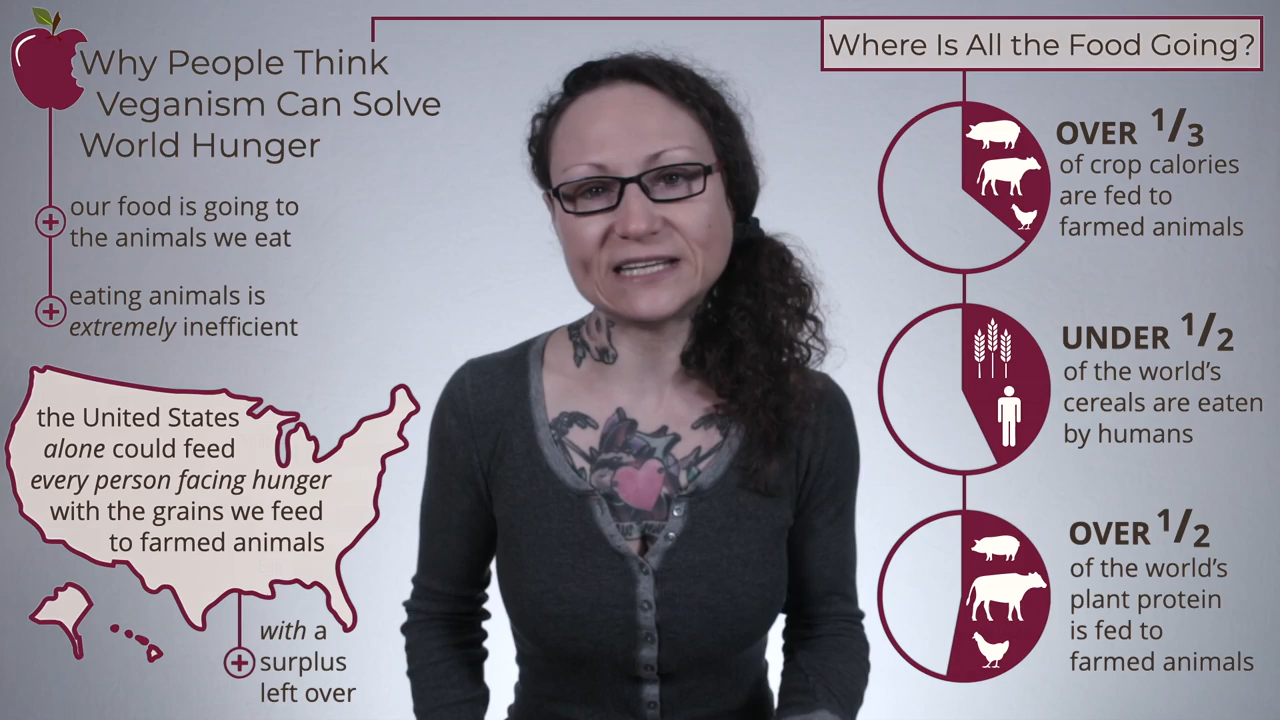 Why People Think
Veganism Can Solve
World Hunger
our food is going to
the animals we eat
eating animals is
extremely inefficient
the United States
alone could feed
every person facing hunger
with the grains we feed
to farmed animals
with a
surplus
left over
Where Is All the Food Going?
OVER 1/3
of crop calories
are fed to
farmed animals
UNDER 1/2
of the world's
cereals are eaten
by humans
OVER 1/2
of the world's
plant protein
is fed to
farmed animals